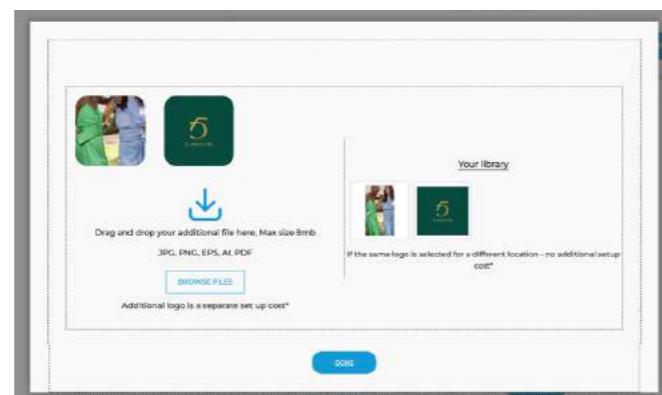 Drag and drop your additional file here, Max size 8mb
JPG, PNG, EPS, AI, PDF
BROWSE FILES
Additional logo is a separate set up cost*
Your library
If the same logo is selected for a different location - no additional setup
cost*
DONE